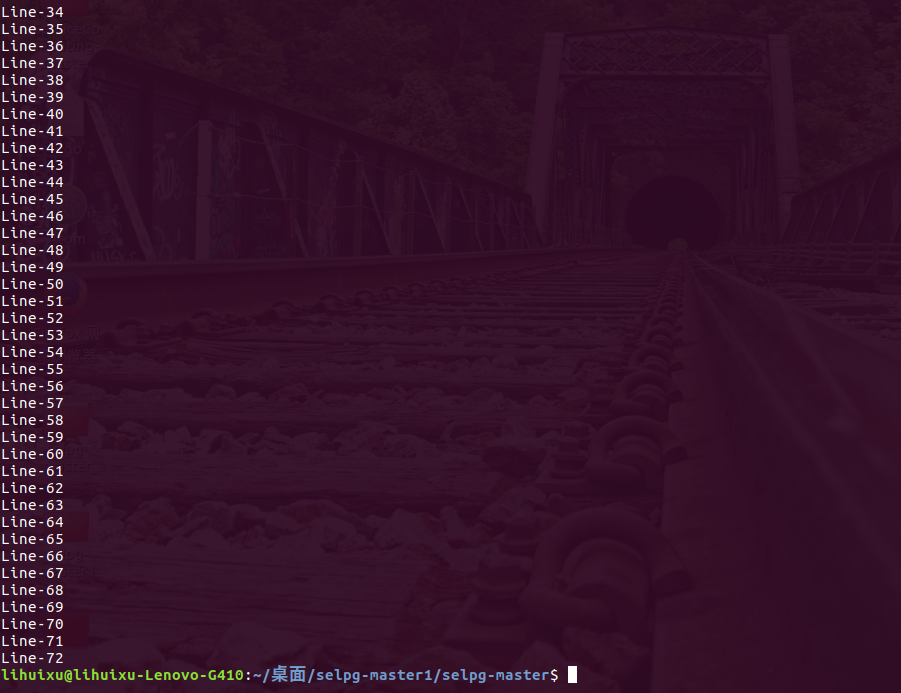 Line-34
Line-35
Line-36
Line-37
Line-38
Line-39
Line-40
Line-41
Line-42
Line-43
Line-44
Line-45
Line-46
Line-47
Line-48
Line-49
Line-50
Line-51
Line-52
Line-53
Line-54
Line-55
Line-56
Line-57
Line-58
Line-59
Line-60
Line-61
Line-62
Line-63
Line-64
Line-65
Line-66
Line-67
Line-68
Line-69
Line-70
Line-71
Line-72
lihuixu@lihuixu-Lenovo-G410:~/桌面/selpg-master1/selpg-master$